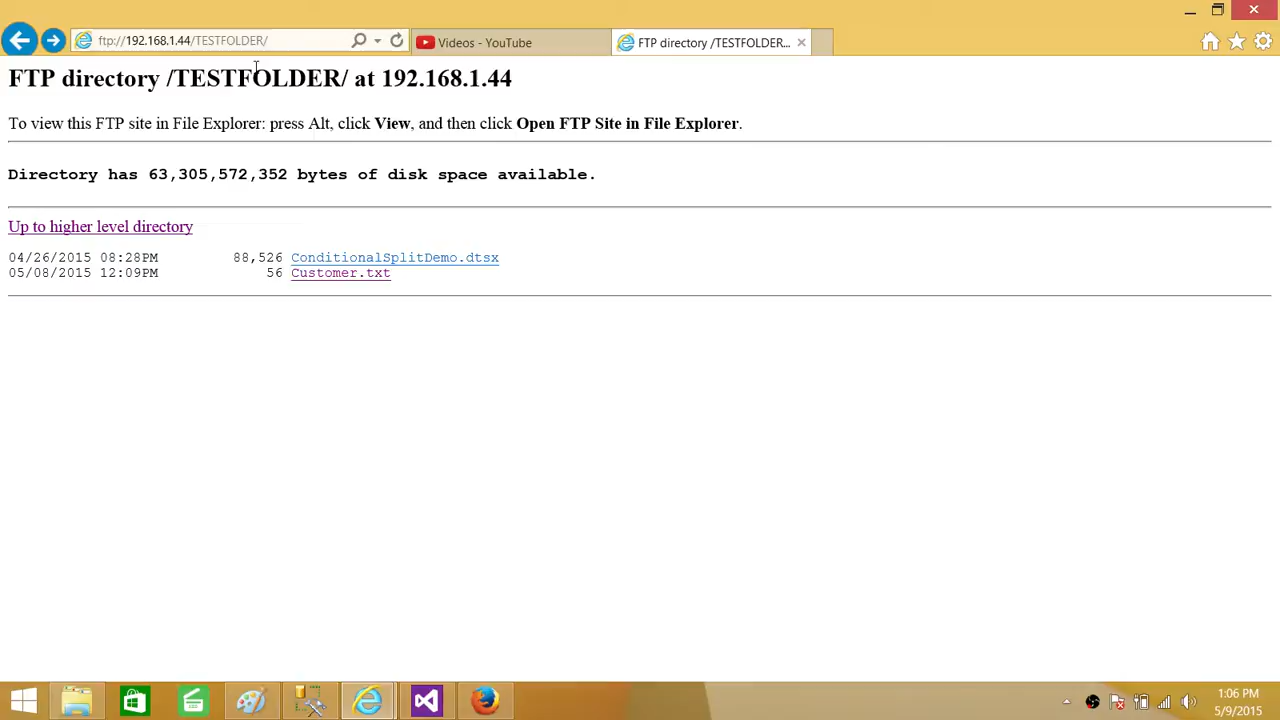 ftp://192.168.1.44/TESTFOLDER/
Videos - YouTube
FTP directory /TESTFOLDER...
FTP directory /TESTFOLDER/ at 192.168.1.44
To view this FTP site in File Explorer: press Alt, click View, and then click Open FTP Site in File Explorer.
Directory has 63,305,572,352 bytes of disk space available.
Up to higher level directory
04/26/2015 08:28PM 88,526 ConditionalSplitDemo.dtsx
05/08/2015 12:09PM 56 Customer.txt
1:06 PM
5/9/2015